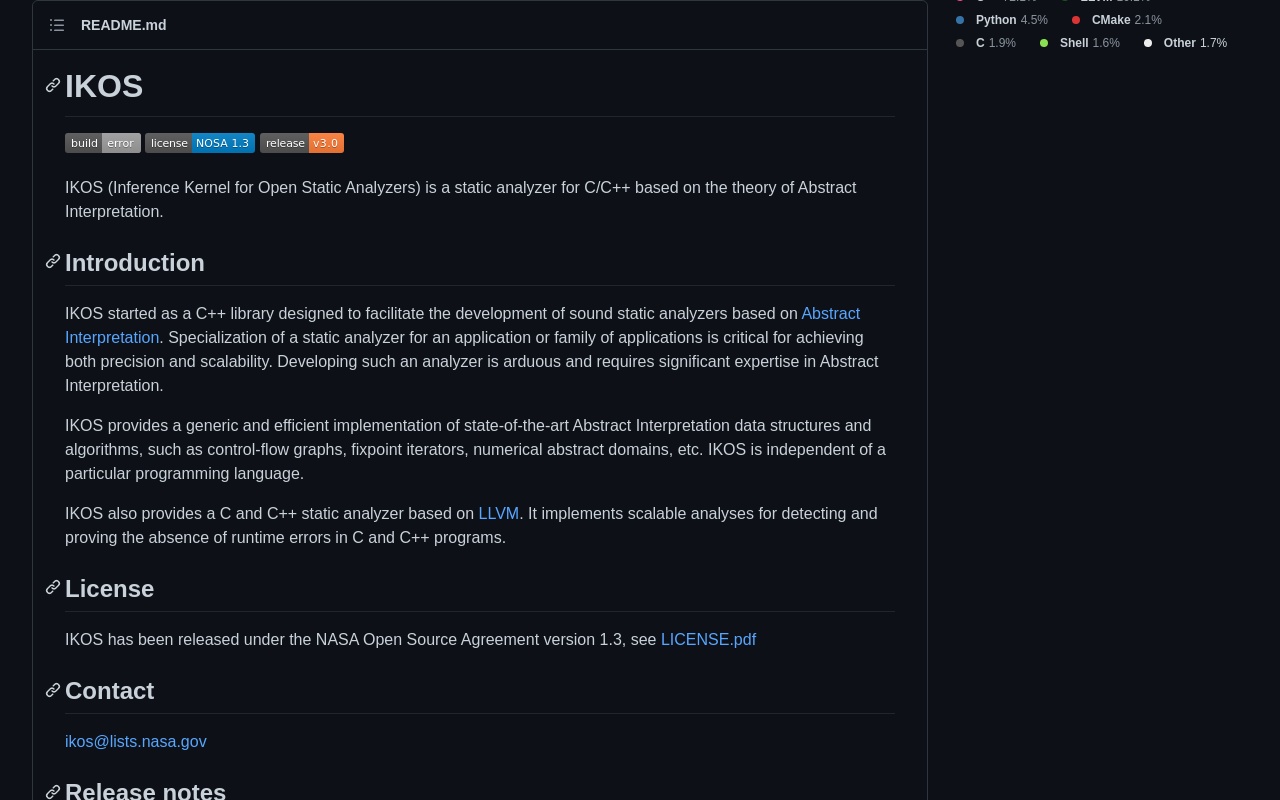 README.md
IKOS
build error license NOSA 1.3 release v3.0
IKOS (Inference Kernel for Open Static Analyzers) is a static analyzer for C/C++ based on the theory of Abstract
Interpretation.
Introduction
IKOS started as a C++ library designed to facilitate the development of sound static analyzers based on Abstract
Interpretation. Specialization of a static analyzer for an application or family of applications is critical for achieving
both precision and scalability. Developing such an analyzer is arduous and requires significant expertise in Abstract
Interpretation.
IKOS provides a generic and efficient implementation of state-of-the-art Abstract Interpretation data structures and
algorithms, such as control-flow graphs, fixpoint iterators, numerical abstract domains, etc. IKOS is independent of a
particular programming language.
IKOS also provides a C and C++ static analyzer based on LLVM. It implements scalable analyses for detecting and
proving the absence of runtime errors in C and C++ programs.
License
IKOS has been released under the NASA Open Source Agreement version 1.3, see LICENSE.pdf
Contact
ikos@lists.nasa.gov
Release notes
Python 4.5% CMake 2.1%
C 1.9% Shell 1.6% Other 1.7%